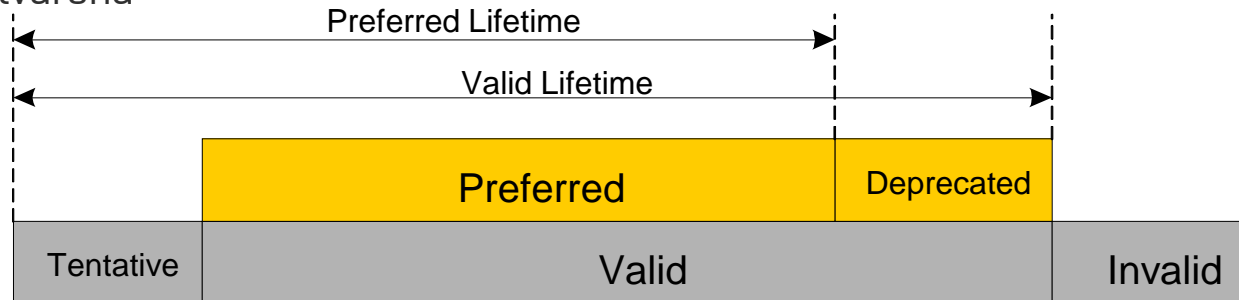 Preferred Lifetime
Valid Lifetime
Preferred
Deprecated
Tentative
Valid
Invalid